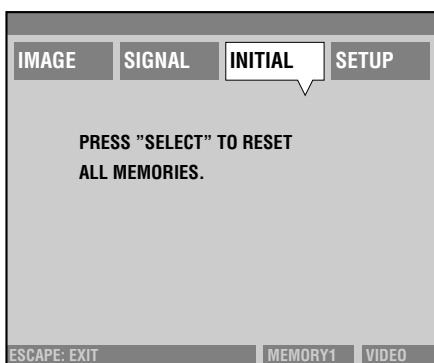 IMAGE SIGNAL INITIAL SETUP
PRESS ”SELECT” TO RESET
ALL MEMORIES.
ESCAPE: EXIT MEMORY1 VIDEO